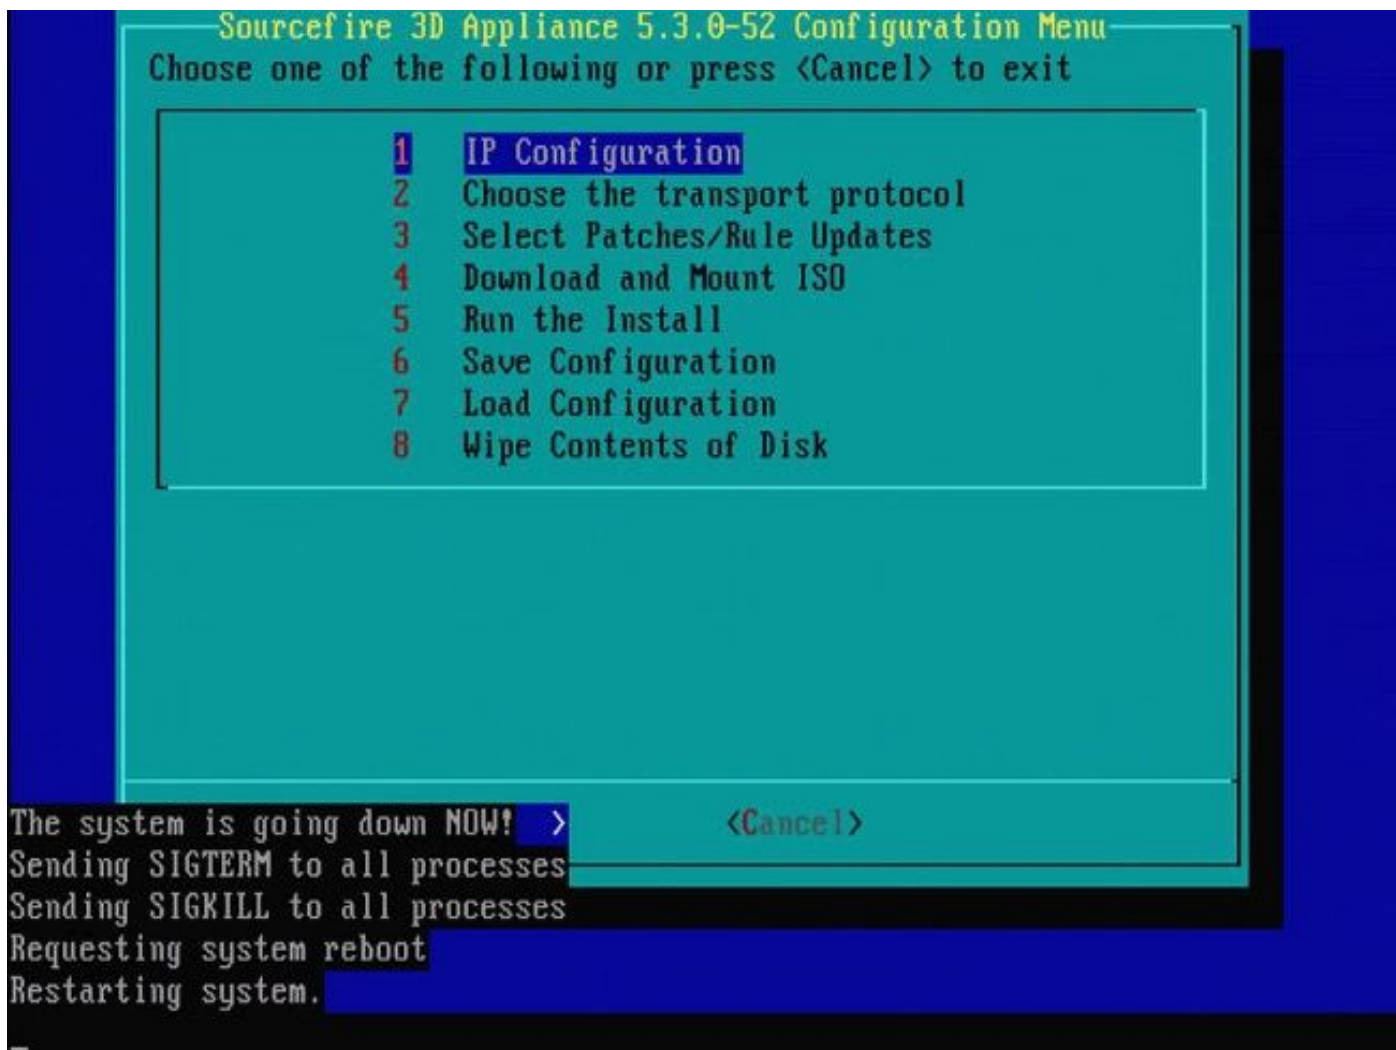 Sourcefire 3D Appliance 5.3.0-52 Configuration Menu
Choose one of the following or press <Cancel> to exit
1 IP Configuration
2 Choose the transport protocol
3 Select Patches/Rule Updates
4 Download and Mount ISO
5 Run the Install
6 Save Configuration
7 Load Configuration
8 Wipe Contents of Disk
The system is going down NOW! > <Cancel>
Sending SIGTERM to all processes
Sending SIGKILL to all processes
Requesting system reboot
Restarting system.